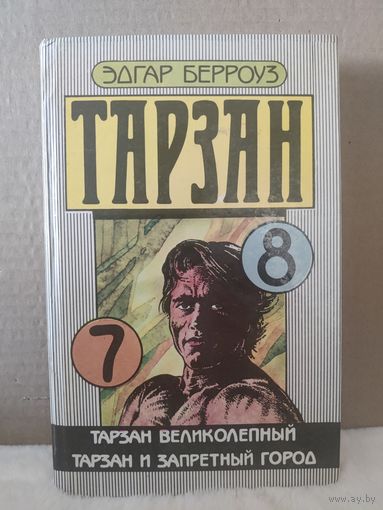 ЭДГАР БЕРРОУЗ
ТАРЗАН
8
7
ТАРЗАН ВЕЛИКОЛЕПНЫЙ
ТАРЗАН И ЗАПРЕТНЫЙ ГОРОД
www.ay.by